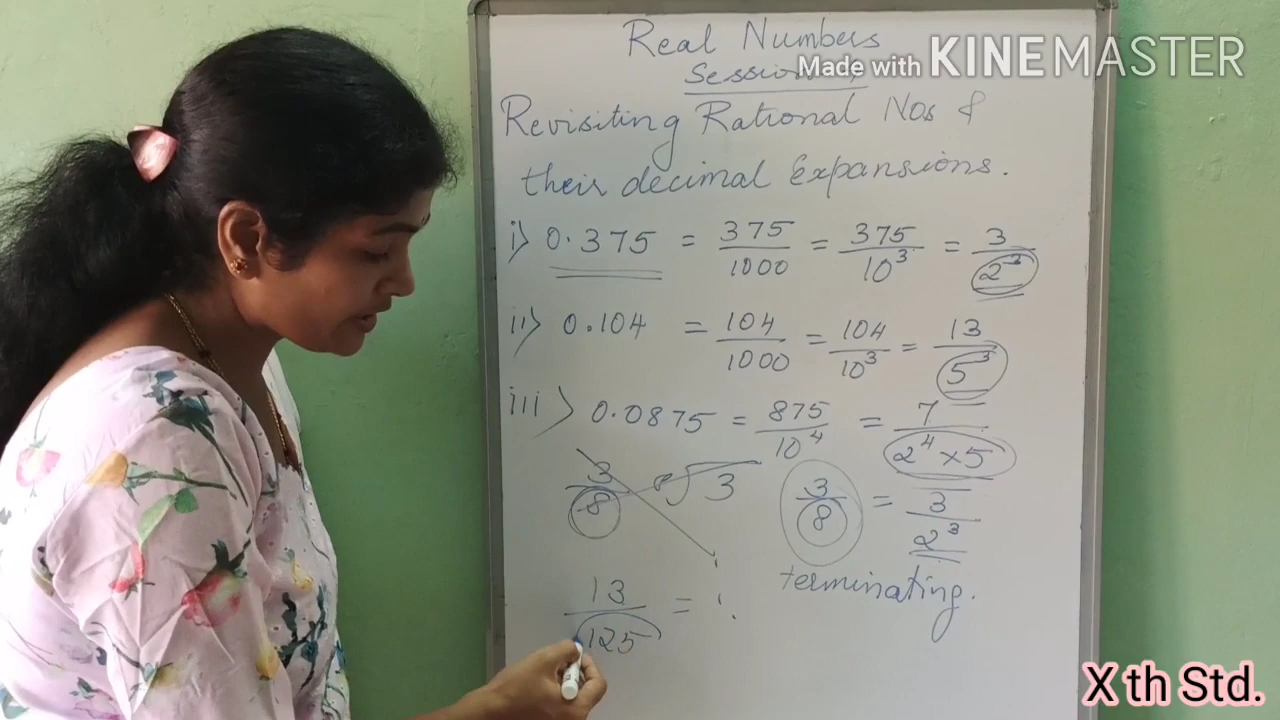 Real Numbers
Made with KINEMASTER
Session
Revisiting Rational Nos &
their decimal Expansions.
i> 0.375 = 375/1000 = 375/10³ = 3/2³
ii> 0.104 = 104/1000 = 104/10³ = 13/5³
iii> 0.0875 = 875/10⁴ = 7/2⁴×5
3/8 8√3 3/8 = 3/2³
terminating.
13/125 =
X th Std.